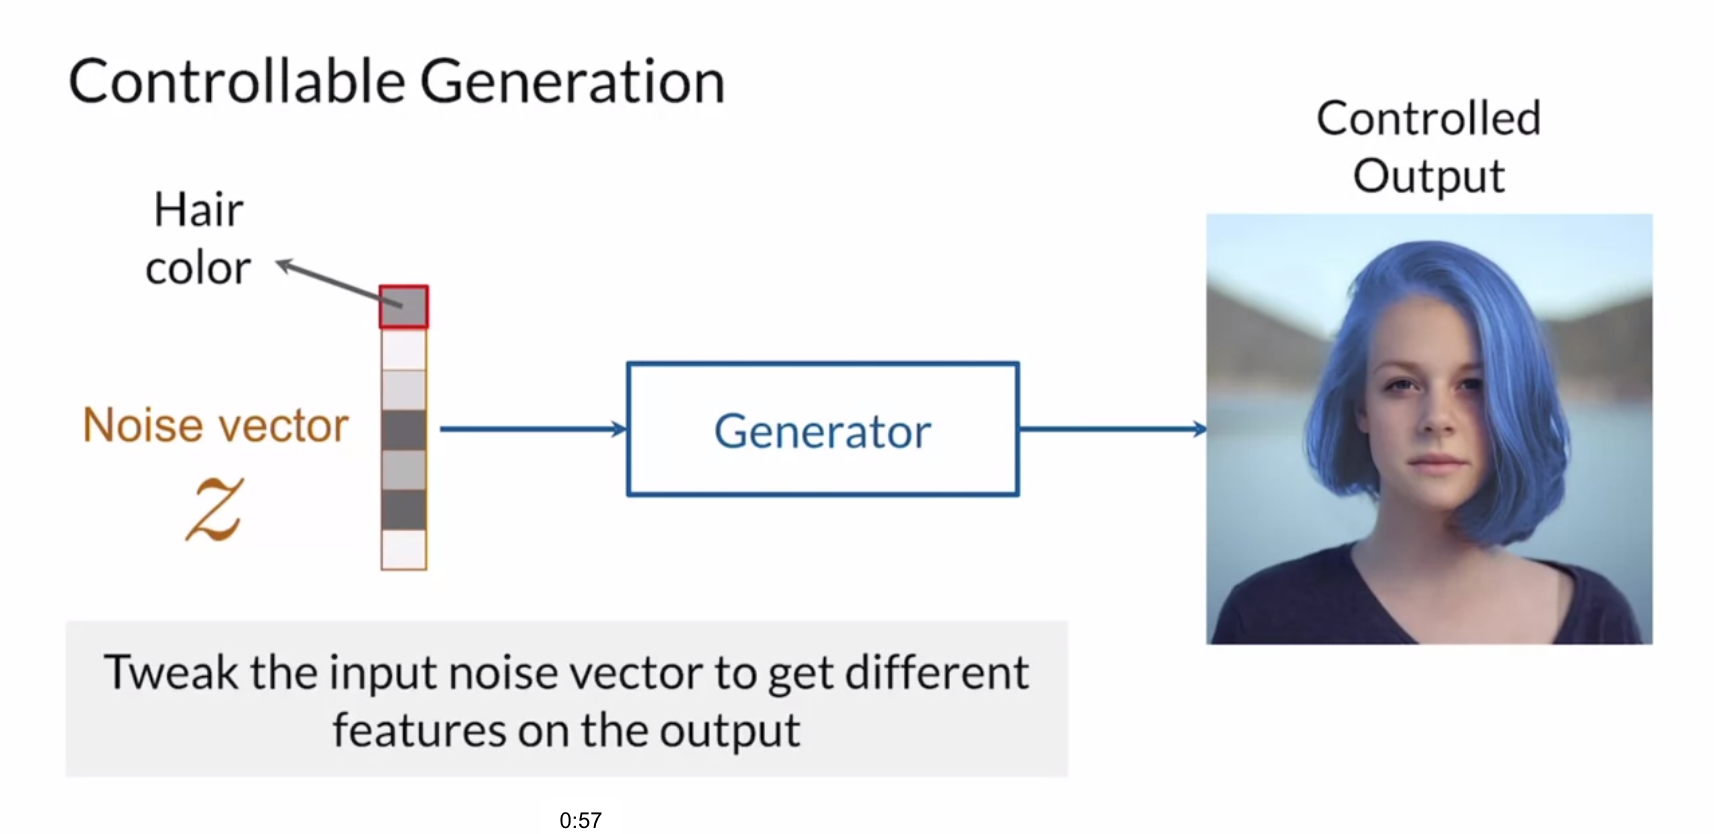 Controllable Generation
Controlled
Output
Hair
color
Noise vector
z
Generator
Tweak the input noise vector to get different
features on the output
0:57